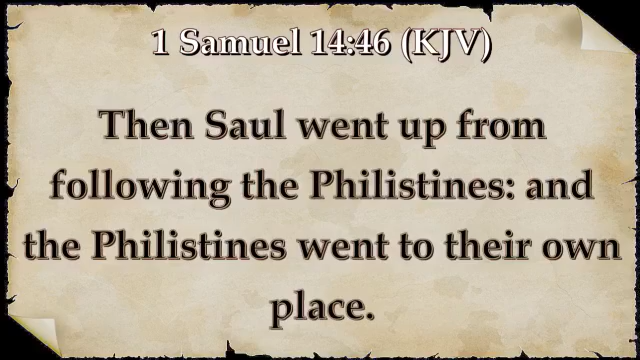 1 Samuel 14:46 (KJV)
Then Saul went up from
following the Philistines: and
the Philistines went to their own
place.